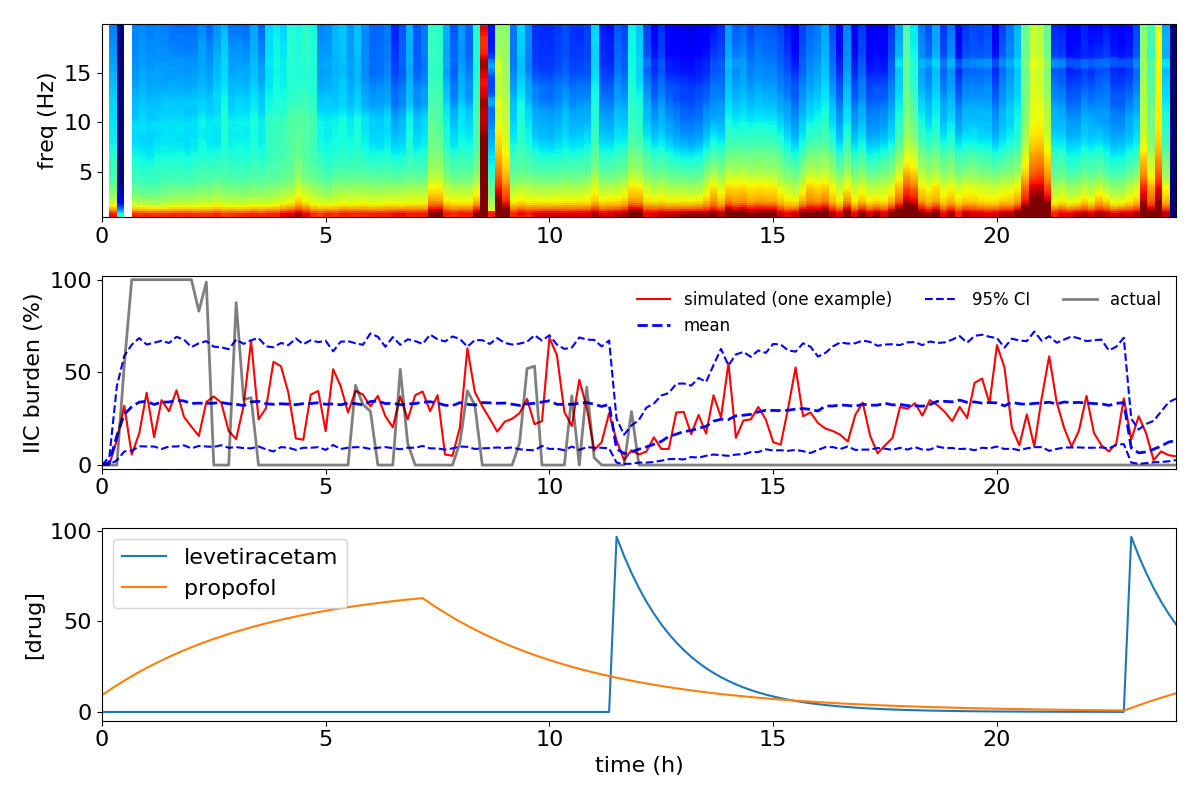 freq (Hz)
15
10
5
0 5 10 15 20
IIC burden (%)
100
50
0
simulated (one example)
mean
95% CI
actual
0 5 10 15 20
[drug]
100
50
0
levetiracetam
propofol
0 5 10 15 20
time (h)